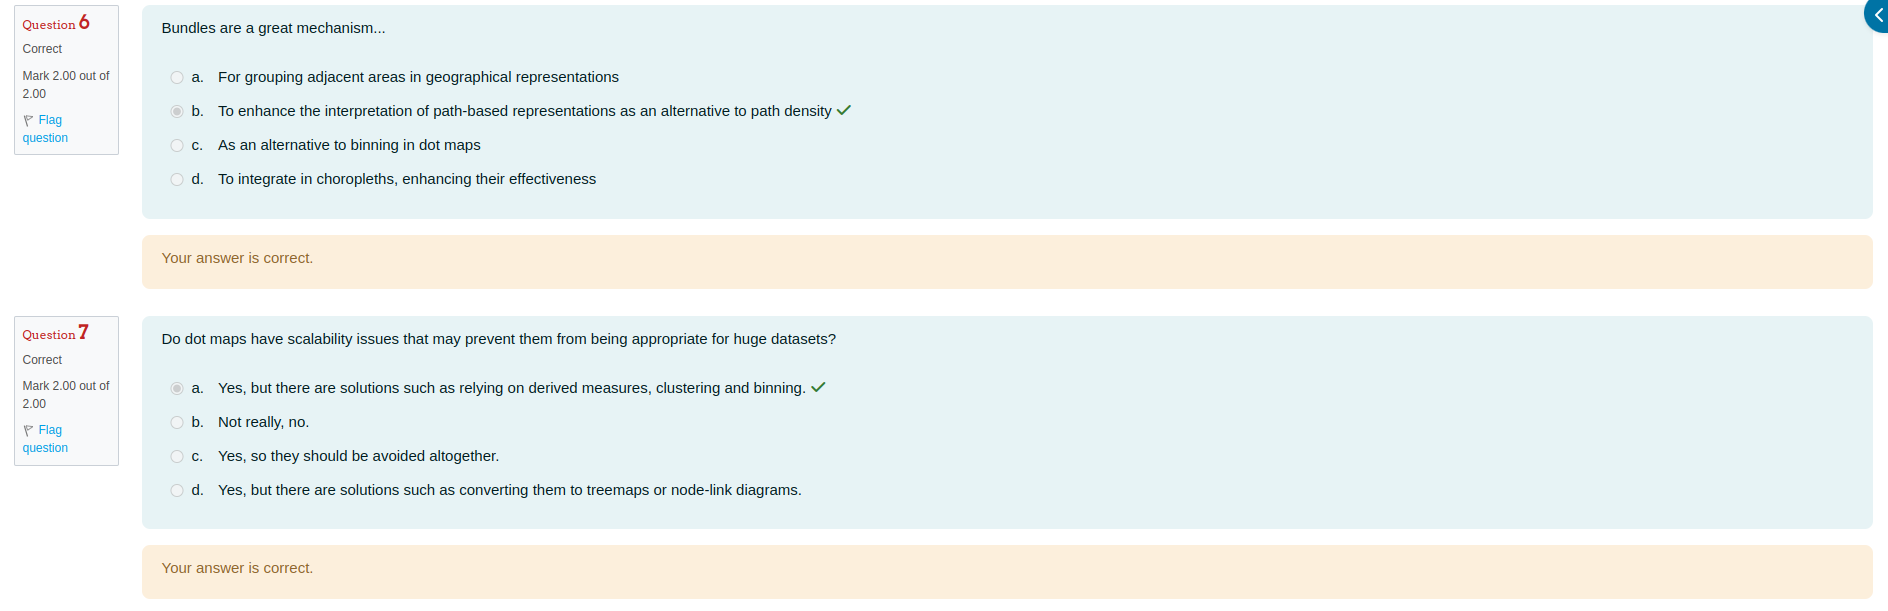 Question 6
Correct
Mark 2.00 out of
2.00
Flag
question
Bundles are a great mechanism...
a. For grouping adjacent areas in geographical representations
b. To enhance the interpretation of path-based representations as an alternative to path density
c. As an alternative to binning in dot maps
d. To integrate in choropleths, enhancing their effectiveness
Your answer is correct.
Question 7
Correct
Mark 2.00 out of
2.00
Flag
question
Do dot maps have scalability issues that may prevent them from being appropriate for huge datasets?
a. Yes, but there are solutions such as relying on derived measures, clustering and binning.
b. Not really, no.
c. Yes, so they should be avoided altogether.
d. Yes, but there are solutions such as converting them to treemaps or node-link diagrams.
Your answer is correct.